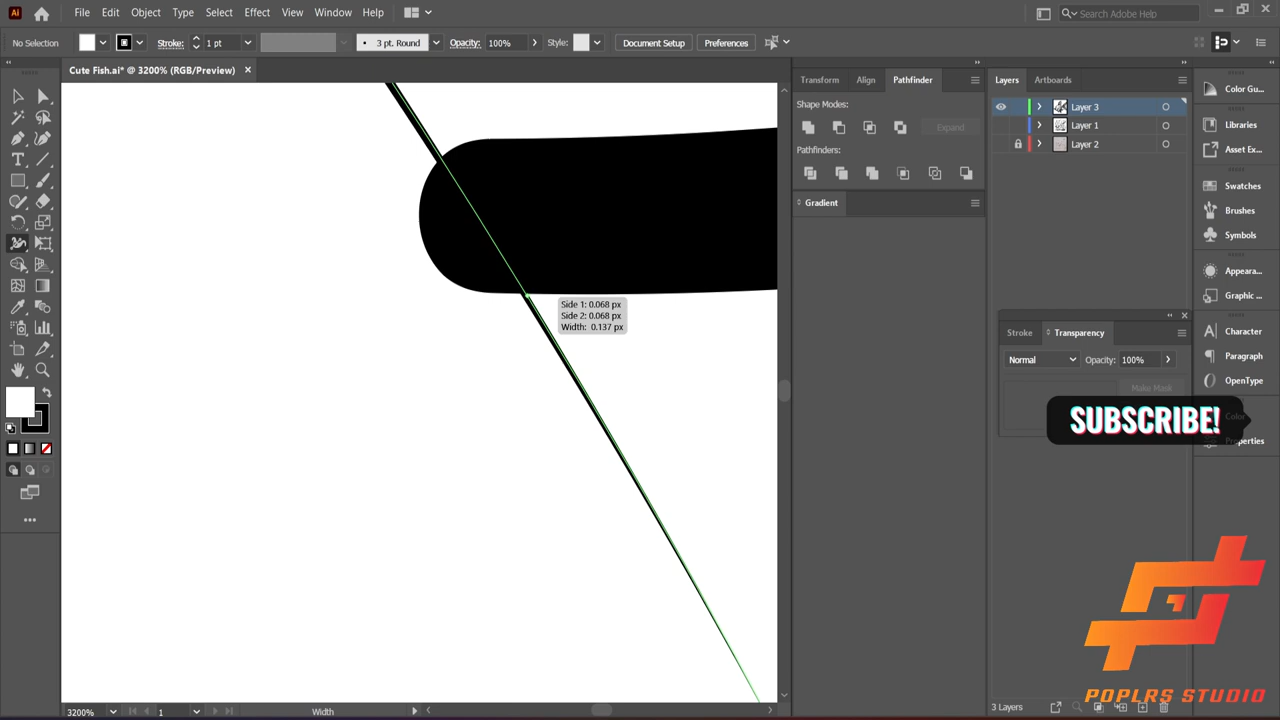 Ai File Edit Object Type Select Effect View Window Help Search Adobe Help
No Selection Stroke: 1 pt 3 pt. Round Opacity: 100% Style: Document Setup Preferences
Cute Fish.ai* @ 3200% (RGB/Preview)
Transform Align Pathfinder
Shape Modes:
Expand
Pathfinders:
Gradient
Layers Artboards
Layer 3
Layer 1
Layer 2
Color Gu...
Libraries
Asset Ex...
Swatches
Brushes
Symbols
Appeara...
Graphic ...
Character
Paragraph
OpenType
Color
Properties
Side 1: 0.068 px
Side 2: 0.068 px
Width: 0.137 px
Stroke Transparency
Normal Opacity: 100%
Make Mask
SUBSCRIBE!
POPLRS STUDIO
3200% 1 Width
3 Layers